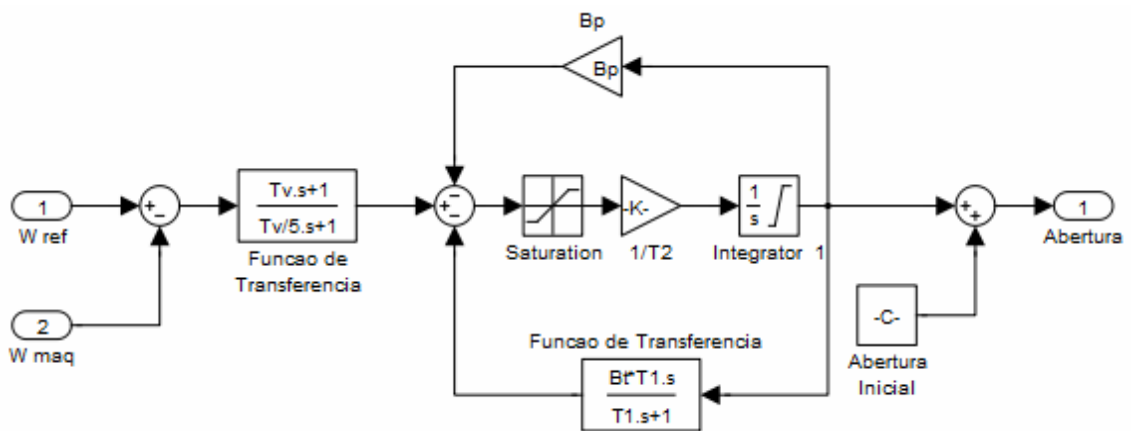 Bp
Bp
1
W ref
Tv.s+1
Tv/5.s+1
Funcao de
Transferencia
-K-
1
s
Saturation
1/T2
Integrator 1
1
Abertura
2
W maq
-C-
Abertura
Inicial
Funcao de Transferencia
Bt*T1.s
T1.s+1